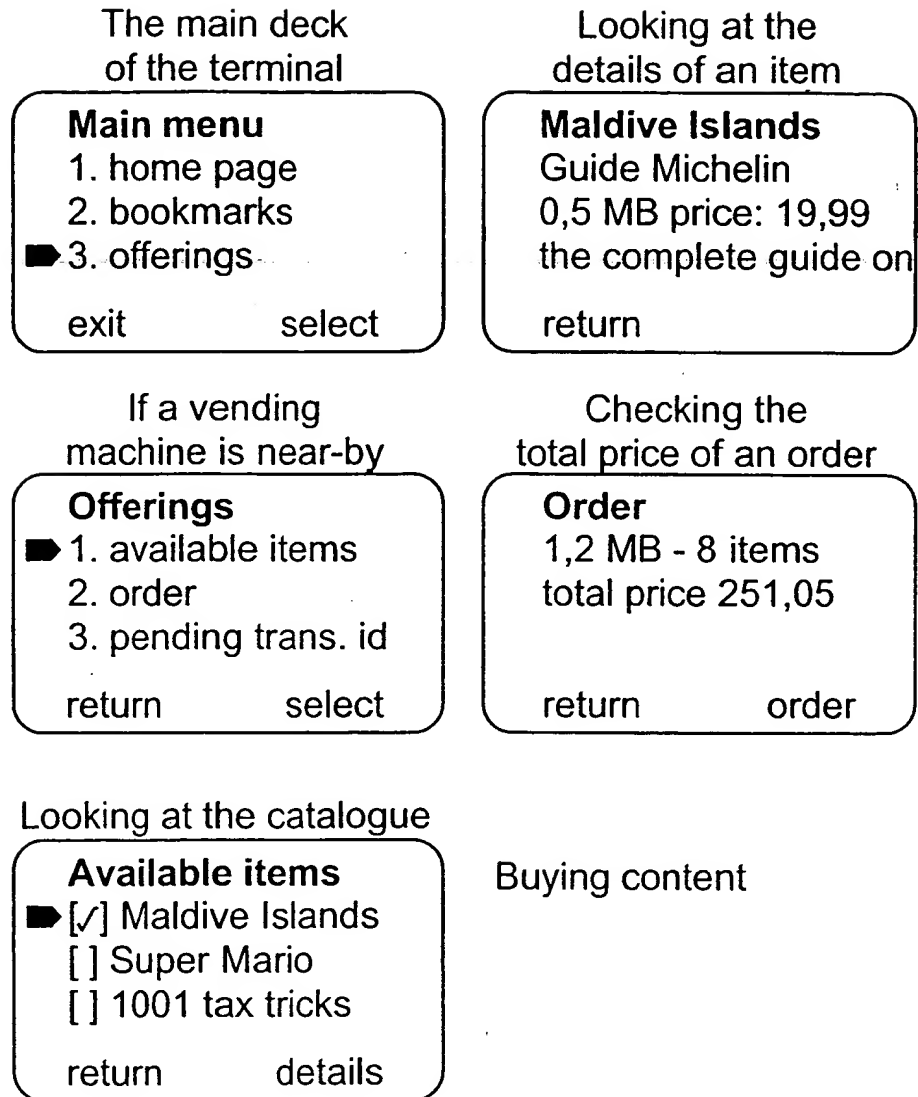 The main deck
of the terminal
Main menu
1. home page
2. bookmarks
3. offerings
exit select
If a vending
machine is near-by
Offerings
1. available items
2. order
3. pending trans. id
return select
Looking at the catalogue
Available items
[✓] Maldive Islands
[ ] Super Mario
[ ] 1001 tax tricks
return details
Looking at the
details of an item
Maldive Islands
Guide Michelin
0,5 MB price: 19,99
the complete guide on
return
Checking the
total price of an order
Order
1,2 MB - 8 items
total price 251,05
return order
Buying content